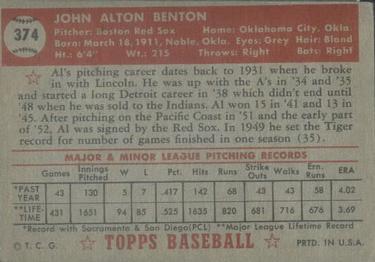 374
JOHN ALTON BENTON
Pitcher: Boston Red Sox Home: Oklahoma City, Okla.
Born: March 18, 1911, Noble, Okla. Eyes: Grey Hair: Bland
Ht.: 6'4" Wt.: 215 Throws: Right Bats: Right
Al's pitching career dates back to 1931 when he broke
in with Lincoln. He was up with the A's in '34 and '35
and started a long Detroit career in '38 which didn't end until
'48 when he was sold to the Indians. Al won 15 in '41 and 13 in
'45. After pitching on the Pacific Coast in '51 and the early part
of '52, Al was signed by the Red Sox. In 1949 he set the Tiger
record for number of games finished in one season (35).
MAJOR & MINOR LEAGUE PITCHING RECORDS
Games Innings Pitched W L Pct. Hits Runs Strike Outs Walks Earn. Runs ERA
*PAST YEAR 43 130 5 7 .417 142 68 43 29 58 4.02
**LIFE-TIME 431 1651 94 85 .525 1635 820 681 708 676 3.69
*Record with Sacramento & San Diego(PCL) **Major League Lifetime Record
© T. C. G. TOPPS BASEBALL PRTD. IN U.S.A.